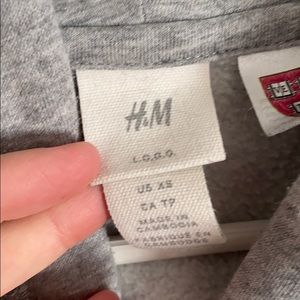 H&M
L.O.G.G.
US XS
CA TP
MADE IN
CAMBODIA
FABRIQUÉ EN
CAMBODGE